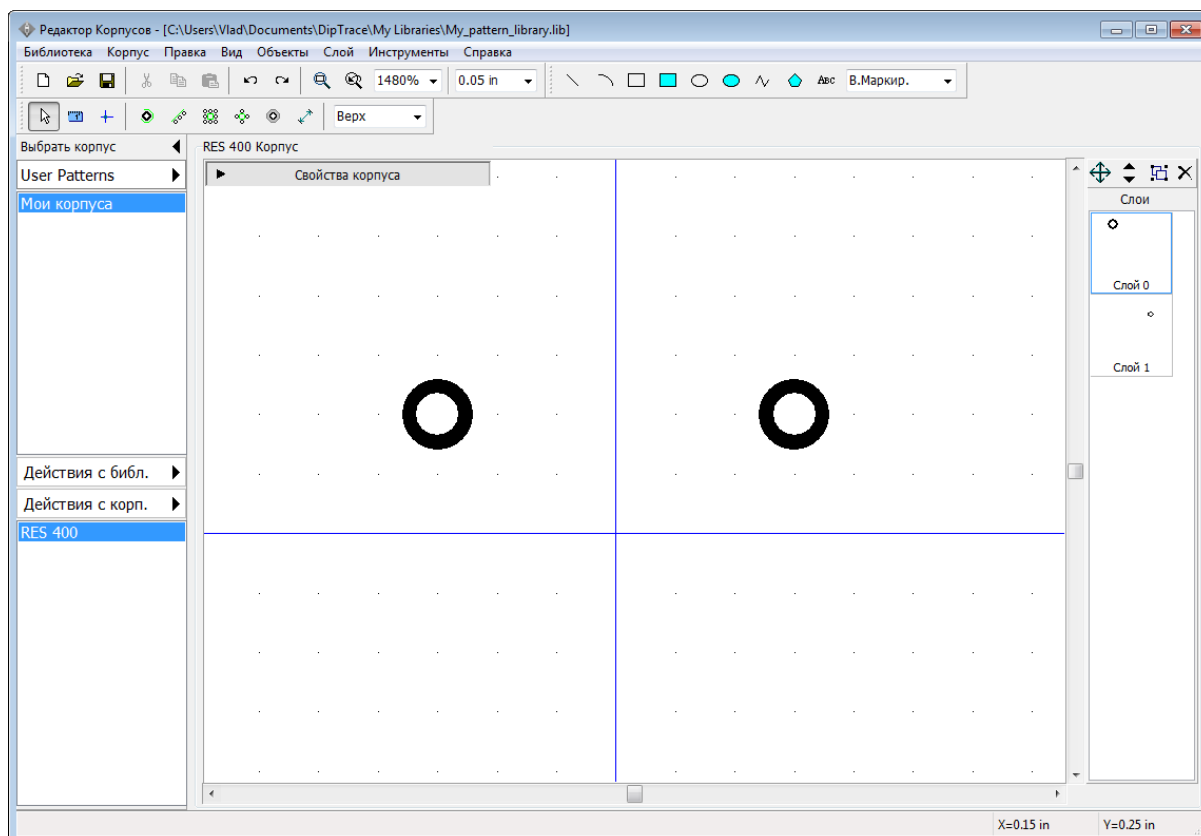 Редактор Корпусов - [C:\Users\Vlad\Documents\DipTrace\My Libraries\My_pattern_library.lib]
Библиотека Корпус Правка Вид Объекты Слой Инструменты Справка
1480% 0.05 in Abc В.Маркир.
Верх
Выбрать корпус RES 400 Корпус
User Patterns Свойства корпуса
Слои
Мои корпуса
Слой 0
Слой 1
Действия с библ.
Действия с корп.
RES 400
X=0.15 in Y=0.25 in